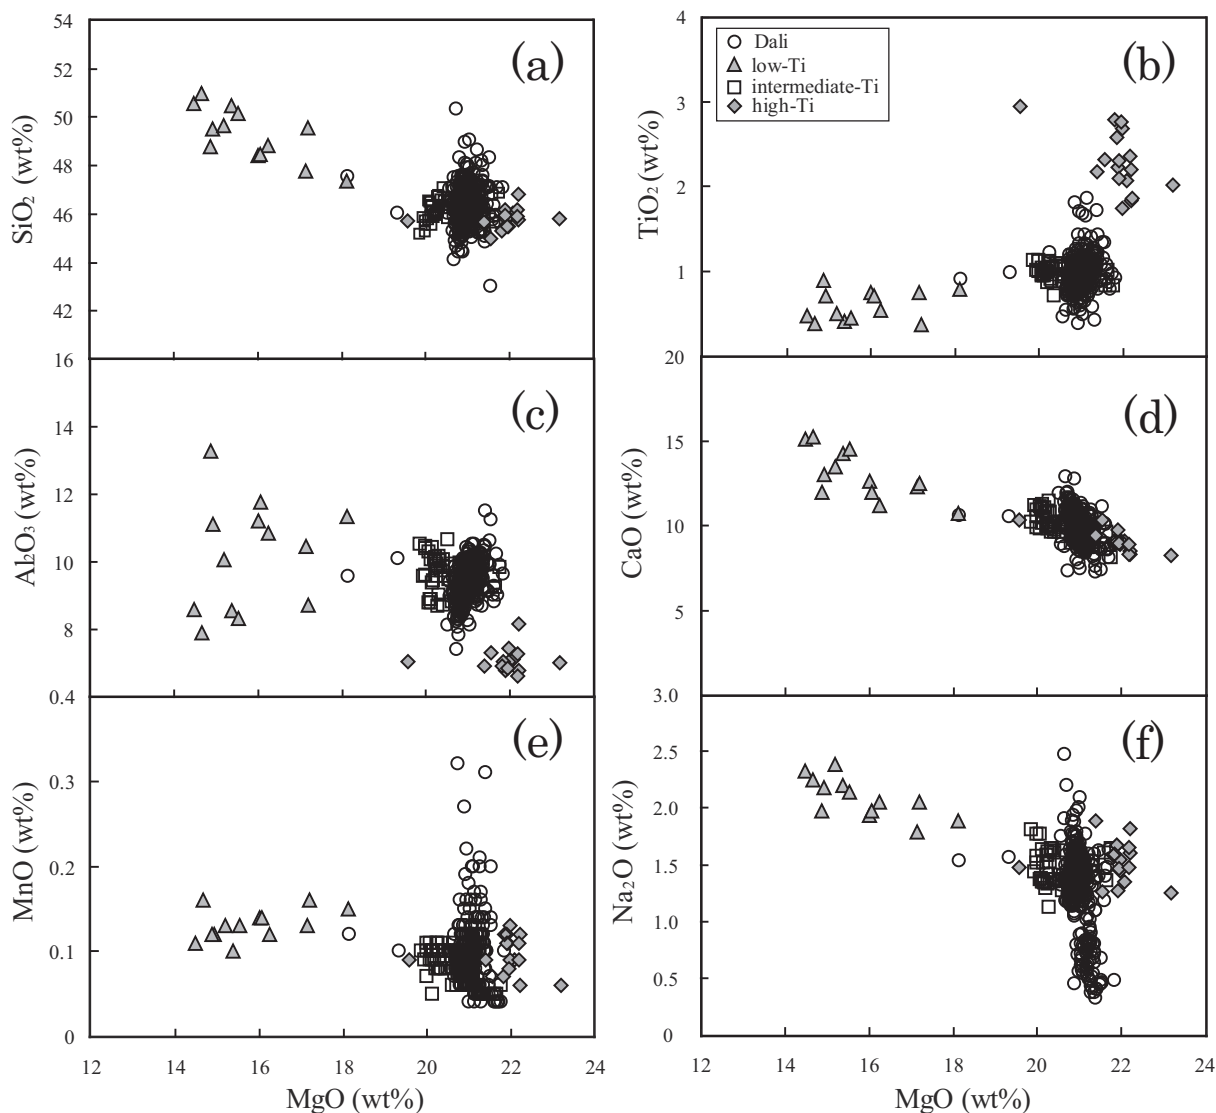 54
52
50
48
46
44
42
SiO₂ (wt%)
(a)
4
3
2
1
TiO₂ (wt%)
Dali
low-Ti
intermediate-Ti
high-Ti
(b)
16
14
12
10
8
6
Al₂O₃ (wt%)
(c)
20
15
10
5
CaO (wt%)
(d)
0.4
0.3
0.2
0.1
0
MnO (wt%)
(e)
12 14 16 18 20 22 24
MgO (wt%)
3.0
2.5
2.0
1.5
1.0
0.5
0
Na₂O (wt%)
(f)
12 14 16 18 20 22 24
MgO (wt%)